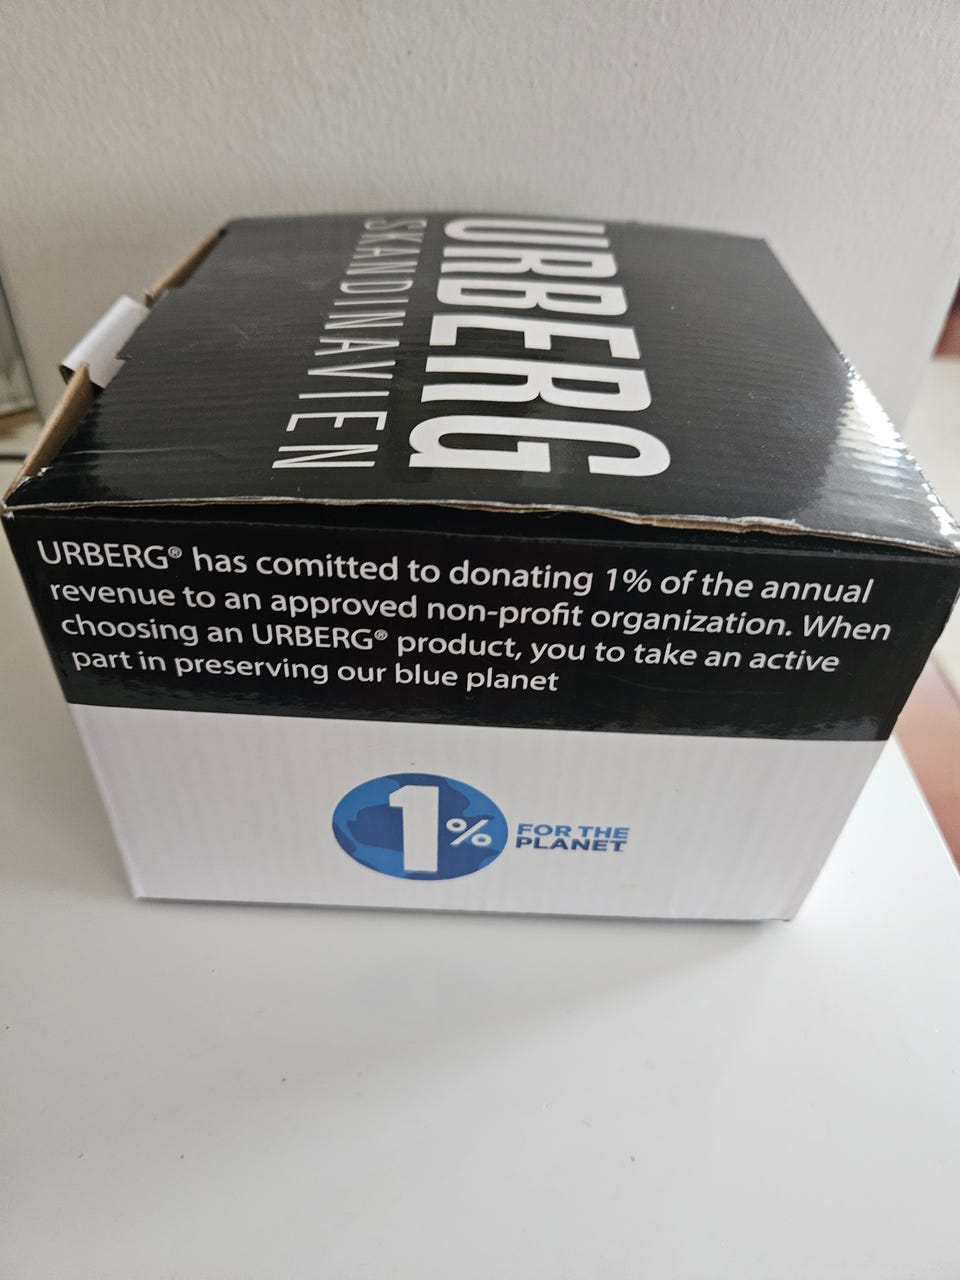 URBERG
SKANDINAVIEN
URBERG® has comitted to donating 1% of the annual
revenue to an approved non-profit organization. When
choosing an URBERG® product, you to take an active
part in preserving our blue planet
1%
FOR THE
PLANET